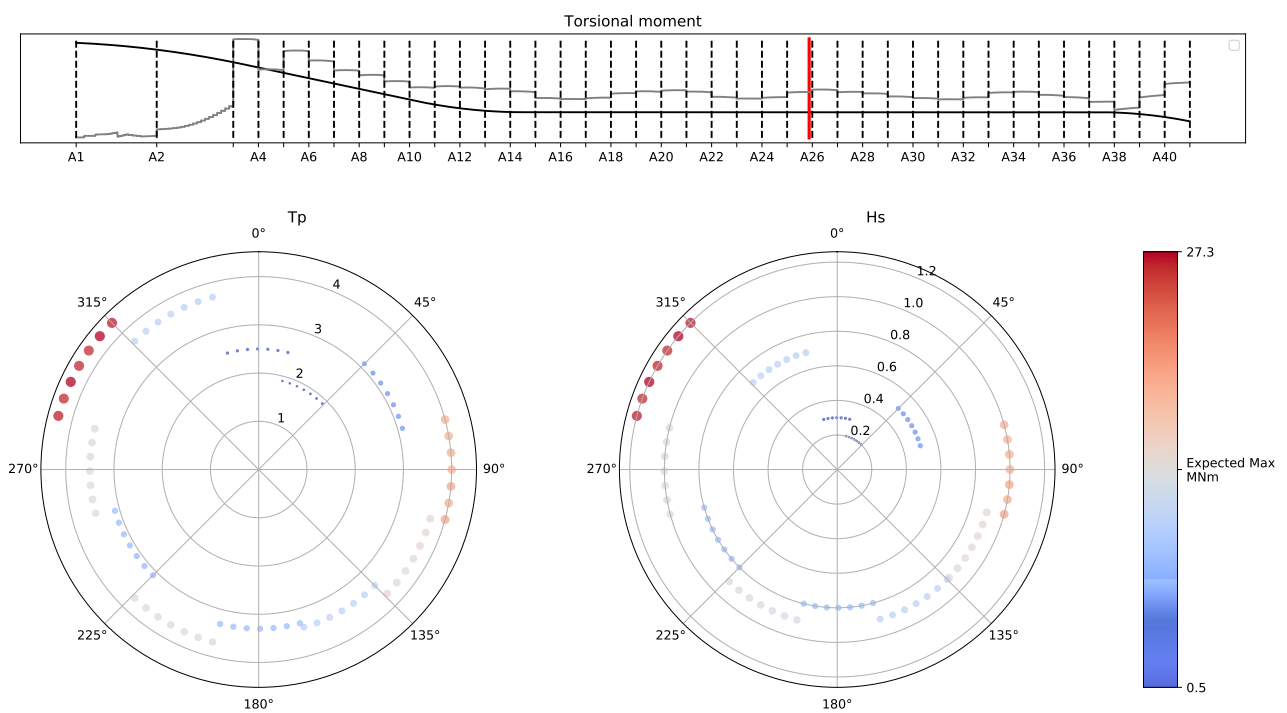 Torsional moment
A1 A2 A4 A6 A8 A10 A12 A14 A16 A18 A20 A22 A24 A26 A28 A30 A32 A34 A36 A38 A40
Tp Hs
0° 0°
27.3
4 1.2
315° 45° 315° 45°
1.0
3 0.8
2 0.6
0.4
1 0.2
270° 90° 270° 90°
Expected Max
MNm
225° 135° 225° 135°
0.5
180° 180°